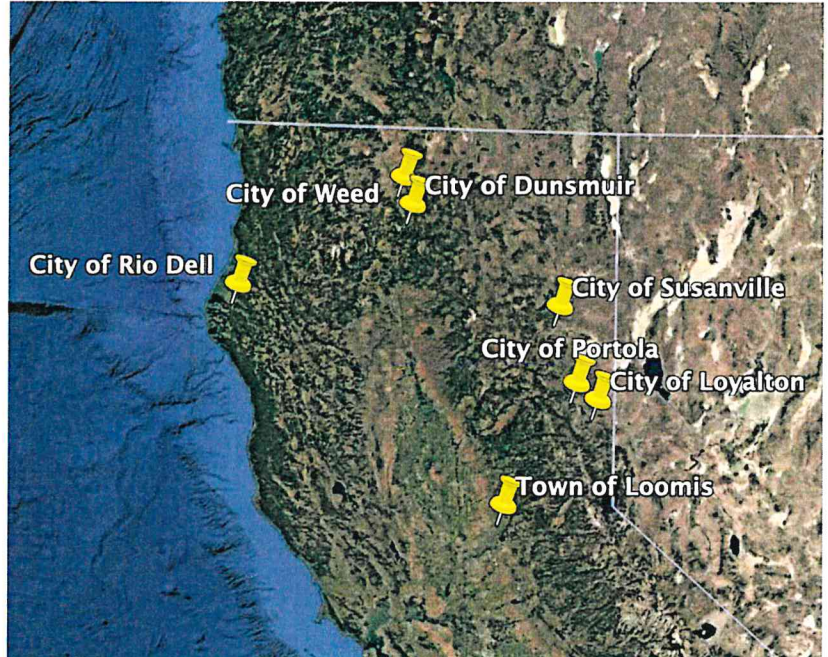 City of Weed
City of Dunsmuir
City of Rio Dell
City of Susanville
City of Portola
City of Loyalton
Town of Loomis